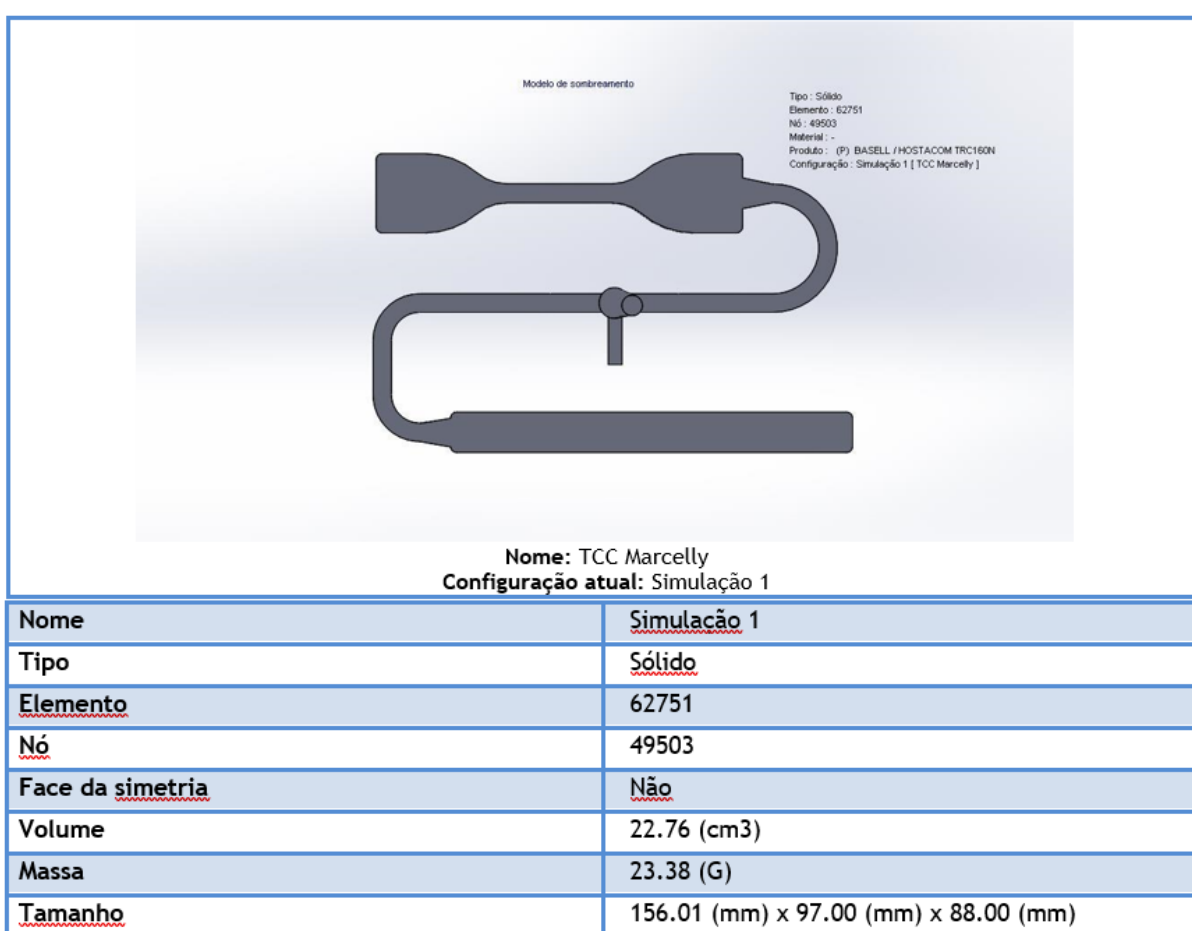 Modelo de sombreamento
Tipo : Sólido
Elemento : 62751
Nó : 49503
Material : -
Produto : (P) BASELL / HOSTACOM TRC160N
Configuração : Simulação 1 [ TCC Marcelly ]
Nome: TCC Marcelly
Configuração atual: Simulação 1
Nome Simulação 1
Tipo Sólido
Elemento 62751
Nó 49503
Face da simetria Não
Volume 22.76 (cm3)
Massa 23.38 (G)
Tamanho 156.01 (mm) x 97.00 (mm) x 88.00 (mm)